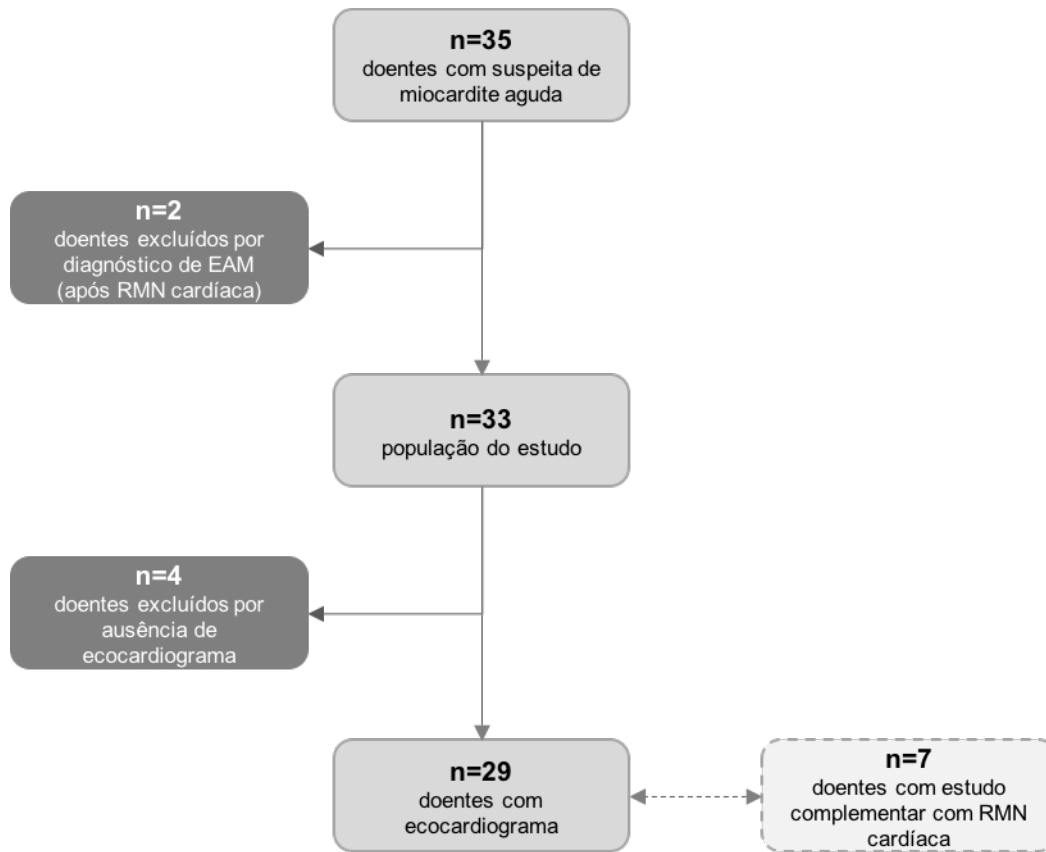 n=35
doentes com suspeita de
miocardite aguda
n=2
doentes excluídos por
diagnóstico de EAM
(após RMN cardíaca)
n=33
população do estudo
n=4
doentes excluídos por
ausência de
ecocardiograma
n=29
doentes com
ecocardiograma
n=7
doentes com estudo
complementar com RMN
cardíaca